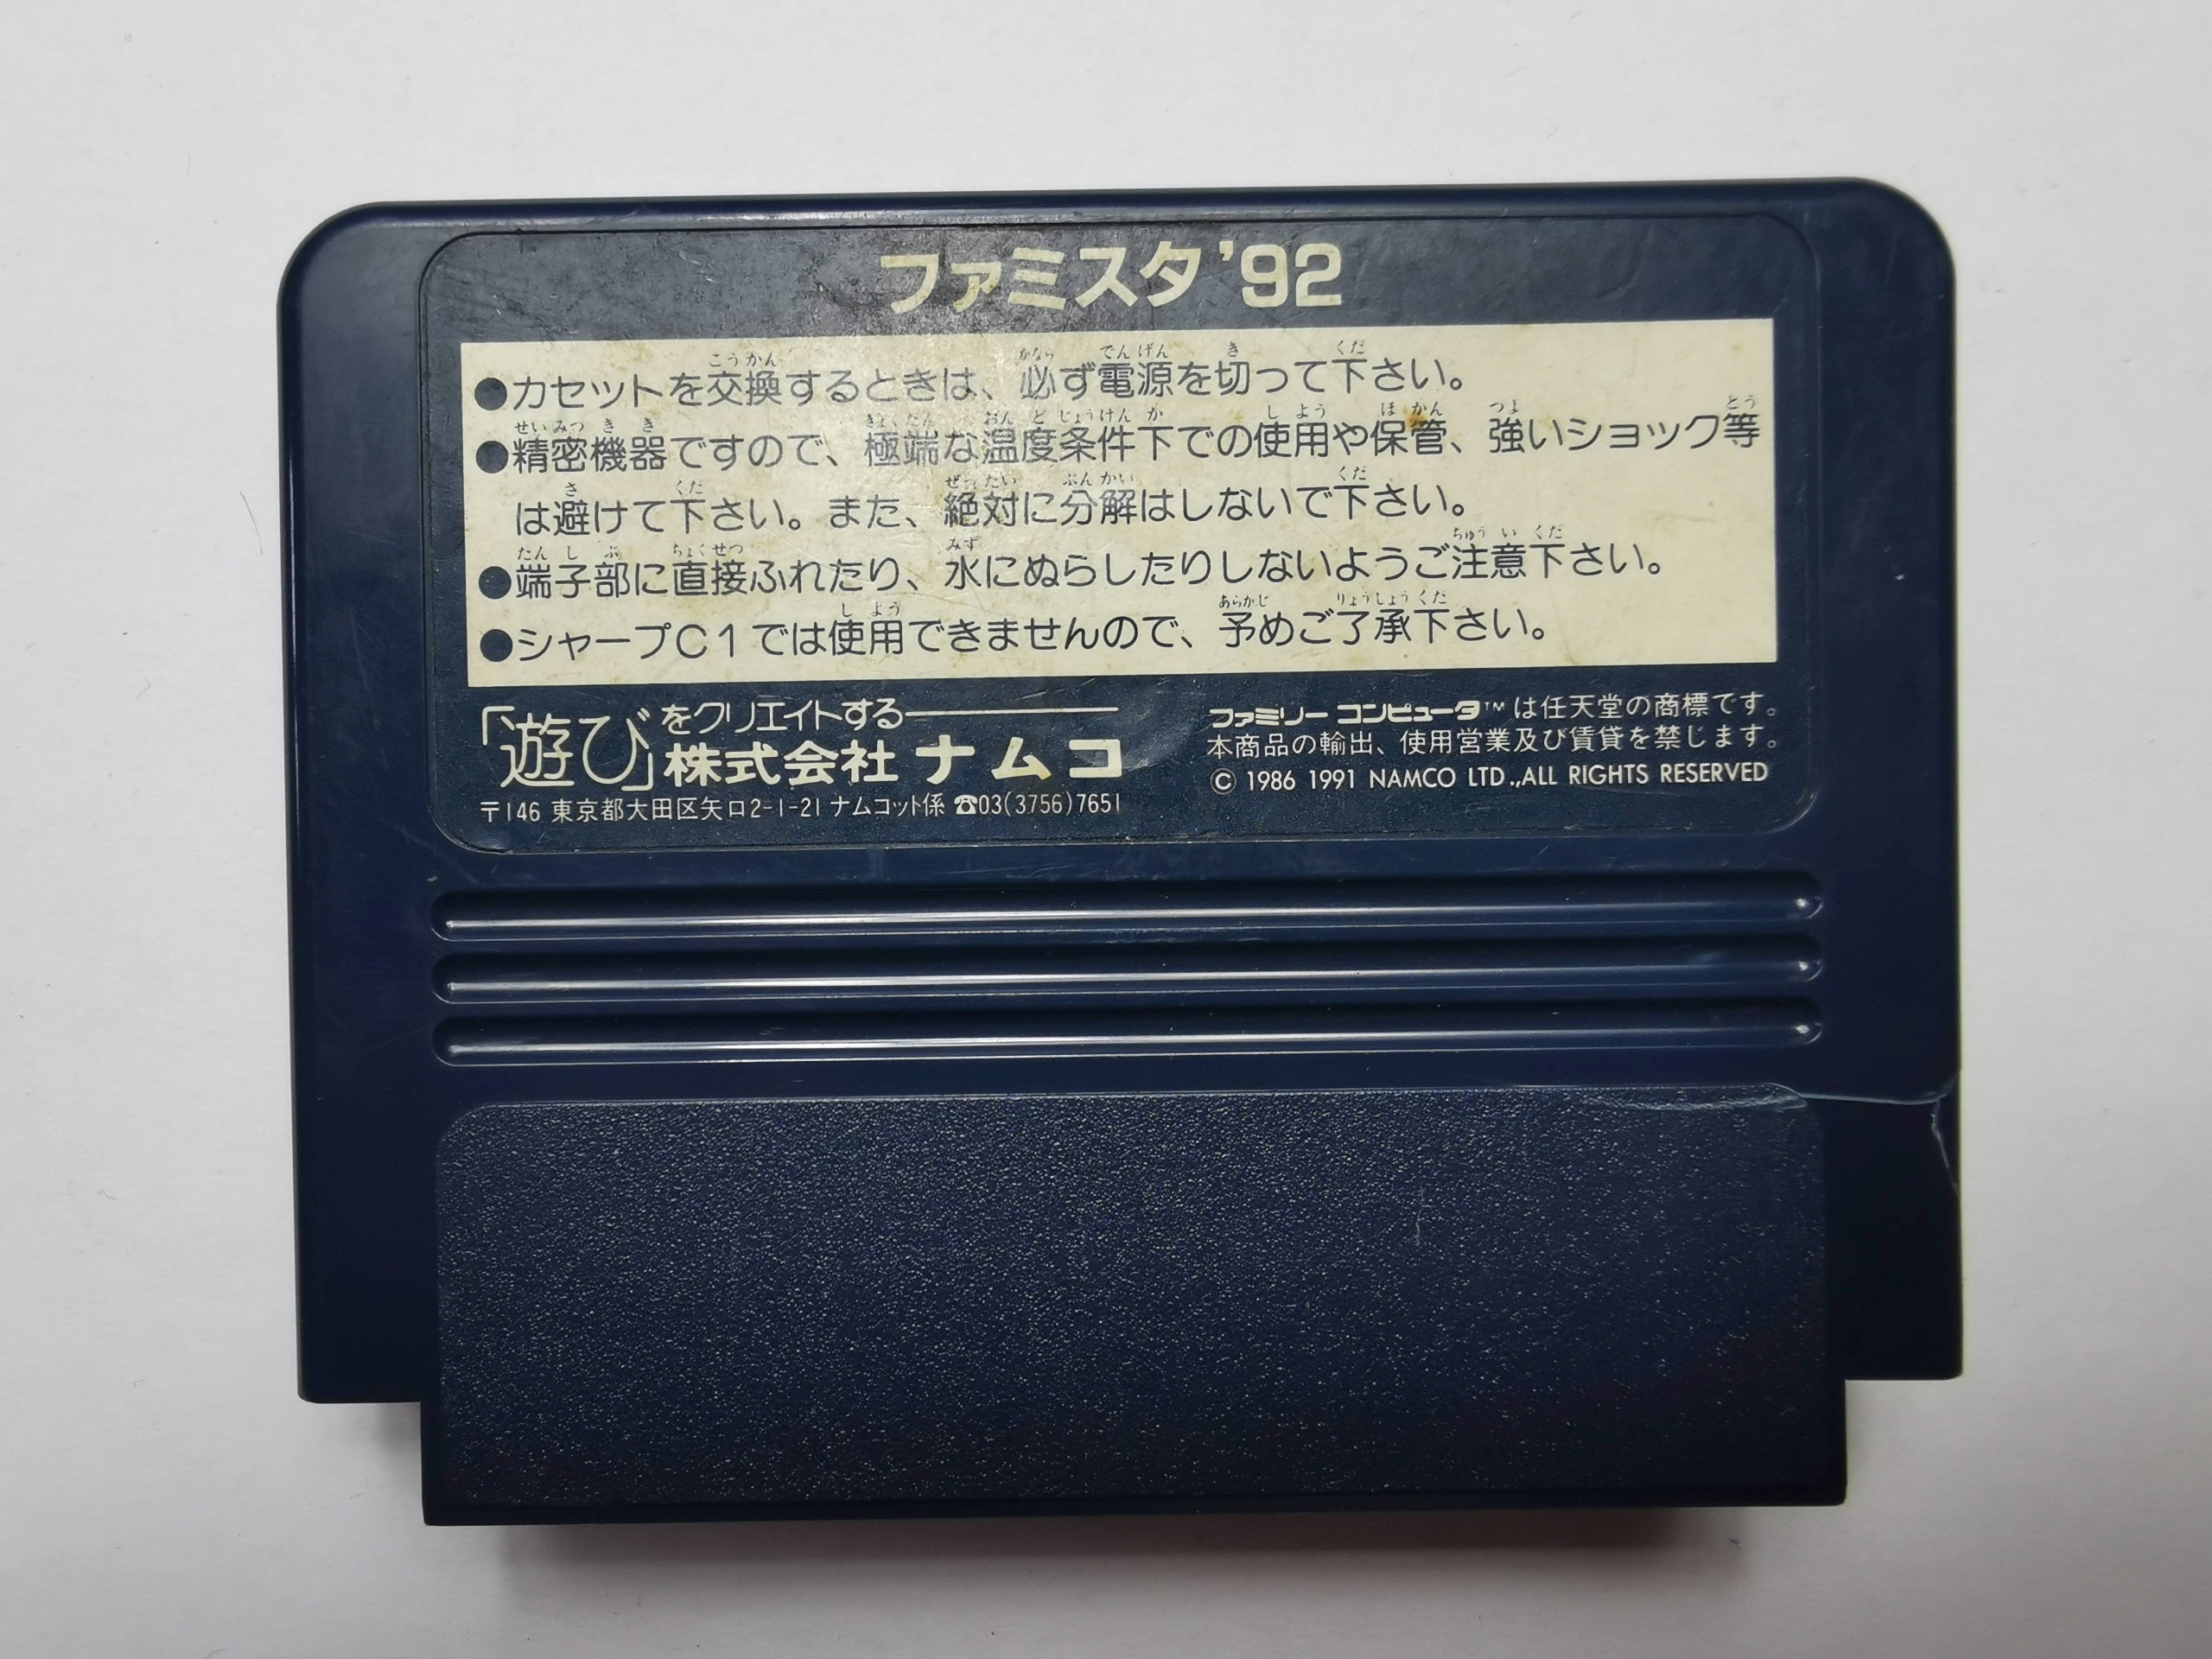 ファミスタ'92
●カセットを交換するときは、必ず電源を切って下さい。
●精密機器ですので、極端な温度条件下での使用や保管、強いショック等
は避けて下さい。また、絶対に分解はしないで下さい。
●端子部に直接ふれたり、水にぬらしたりしないようご注意下さい。
●シャープC1では使用できませんので、予めご了承下さい。
「遊び」をクリエイトする
株式会社 ナムコ
〒146 東京都大田区矢口2-1-21 ナムコット係 ☎03(3756)7651
ファミリーコンピュータ™は任天堂の商標です。
本商品の輸出、使用営業及び賃貸を禁じます。
© 1986 1991 NAMCO LTD.,ALL RIGHTS RESERVED